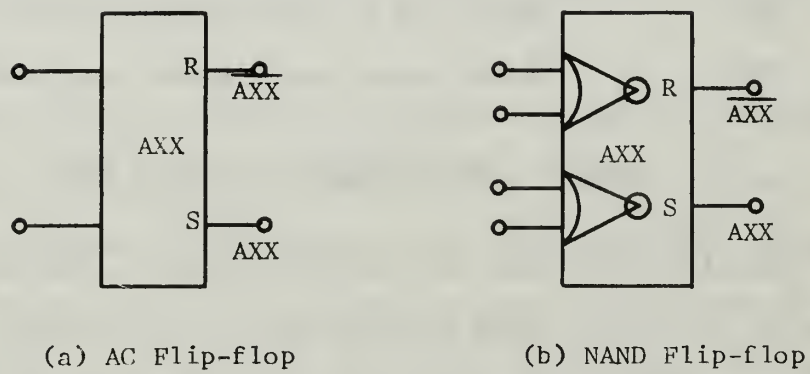 R
AXX
AXX
S
AXX
(a) AC Flip-flop
R
AXX
AXX
S
AXX
(b) NAND Flip-flop